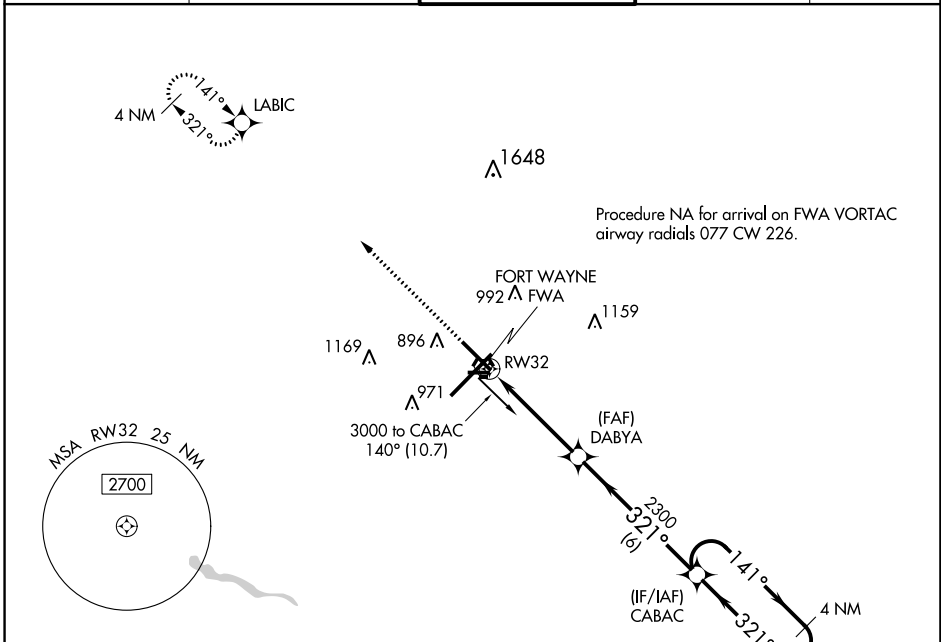 141°
LABIC
4 NM
321°
1648
Procedure NA for arrival on FWA VORTAC
airway radials 077 CW 226.
FORT WAYNE
992
FWA
1159
1169
896
RW32
971
3000 to CABAC
140° (10.7)
(FAF)
DABYA
MSA RW32 25 NM
2700
2300
321°
(6)
141°
(IF/IAF)
CABAC
4 NM
321°